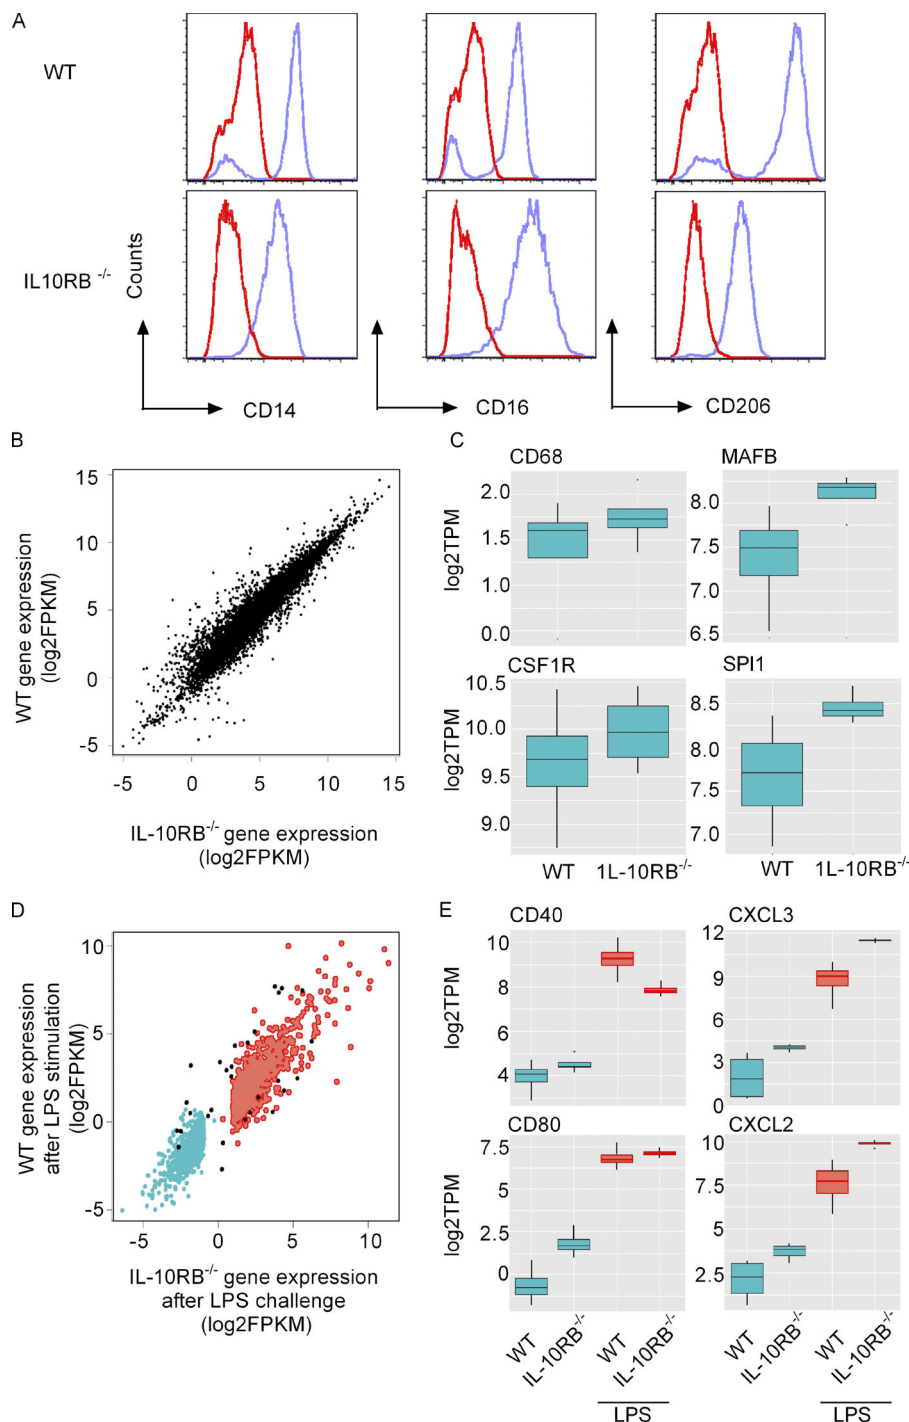 A
WT
IL10RB -/-
Counts
CD14
CD16
CD206
B
15
10
5
0
-5
WT gene expression
(log2FPKM)
-5 0 5 10 15
IL-10RB-/- gene expression
(log2FPKM)
C
CD68
2.0
1.5
1.0
0.0
log2TPM
MAFB
8.0
7.5
7.0
6.5
CSF1R
10.5
10.0
9.5
9.0
log2TPM
SPI1
8.5
8.0
7.5
7.0
WT 1L-10RB-/-
WT 1L-10RB-/-
D
10
5
0
-5
WT gene expression
after LPS stimulation
(log2FPKM)
-5 0 5 10
IL-10RB-/- gene expression
after LPS challenge
(log2FPKM)
E
CD40
10
8
6
4
log2TPM
CXCL3
12
9
6
3
0
CD80
7.5
5
2.5
0
log2TPM
CXCL2
10
7.5
5
2.5
WT
IL-10RB-/-
WT
IL-10RB-/-
LPS
WT
IL-10RB-/-
WT
IL-10RB-/-
LPS